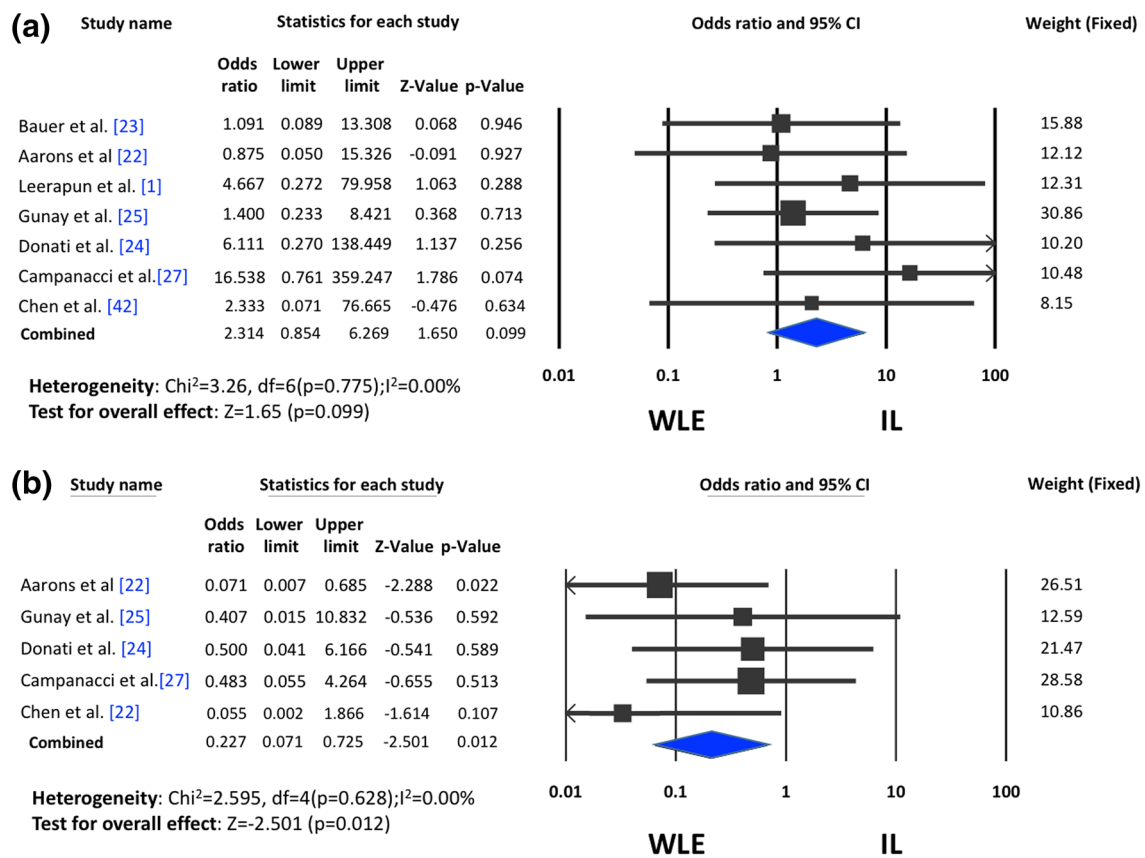 (a) Study name Statistics for each study Odds ratio and 95% CI Weight (Fixed)
Odds Lower Upper
ratio limit limit Z-Value p-Value
Bauer et al. [23] 1.091 0.089 13.308 0.068 0.946 15.88
Aarons et al [22] 0.875 0.050 15.326 -0.091 0.927 12.12
Leerapun et al. [1] 4.667 0.272 79.958 1.063 0.288 12.31
Gunay et al. [25] 1.400 0.233 8.421 0.368 0.713 30.86
Donati et al. [24] 6.111 0.270 138.449 1.137 0.256 10.20
Campanacci et al.[27] 16.538 0.761 359.247 1.786 0.074 10.48
Chen et al. [42] 2.333 0.071 76.665 -0.476 0.634 8.15
Combined 2.314 0.854 6.269 1.650 0.099
0.01 0.1 1 10 100
Heterogeneity: Chi²=3.26, df=6(p=0.775);I²=0.00%
Test for overall effect: Z=1.65 (p=0.099)
WLE IL
(b) Study name Statistics for each study Odds ratio and 95% CI Weight (Fixed)
Odds Lower Upper
ratio limit limit Z-Value p-Value
Aarons et al [22] 0.071 0.007 0.685 -2.288 0.022 26.51
Gunay et al. [25] 0.407 0.015 10.832 -0.536 0.592 12.59
Donati et al. [24] 0.500 0.041 6.166 -0.541 0.589 21.47
Campanacci et al.[27] 0.483 0.055 4.264 -0.655 0.513 28.58
Chen et al. [22] 0.055 0.002 1.866 -1.614 0.107 10.86
Combined 0.227 0.071 0.725 -2.501 0.012
0.01 0.1 1 10 100
Heterogeneity: Chi²=2.595, df=4(p=0.628);I²=0.00%
Test for overall effect: Z=-2.501 (p=0.012)
WLE IL